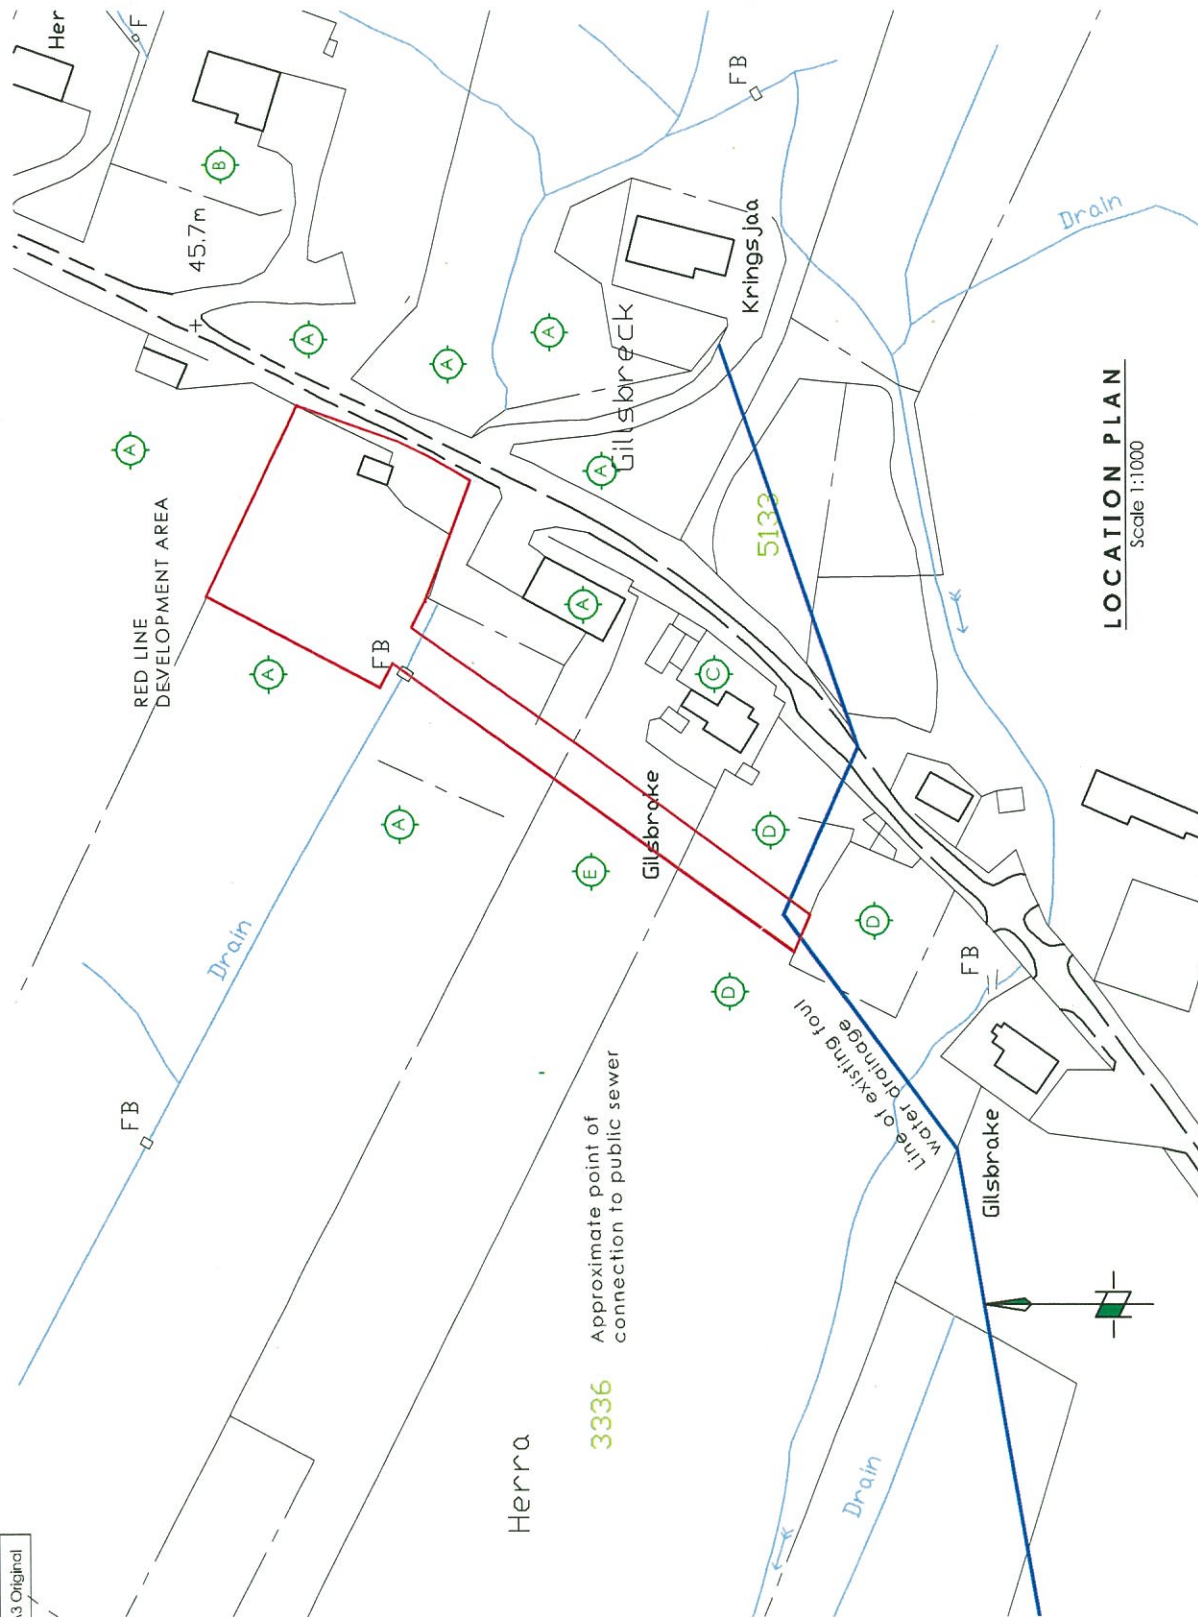 A3 Original
Her
F
B
45.7m
FB
A
A
A
A
A
RED LINE
DEVELOPMENT AREA
A
A
A
FB
Gillsbreck
Kringsjaa
Drain
5133
C
Gilsbrake
E
D
D
D
FB
Drain
FB
Line of existing foul
water drainage
Gilsbrake
Approximate point of
connection to public sewer
3336
Herra
Drain
LOCATION PLAN
Scale 1:1000